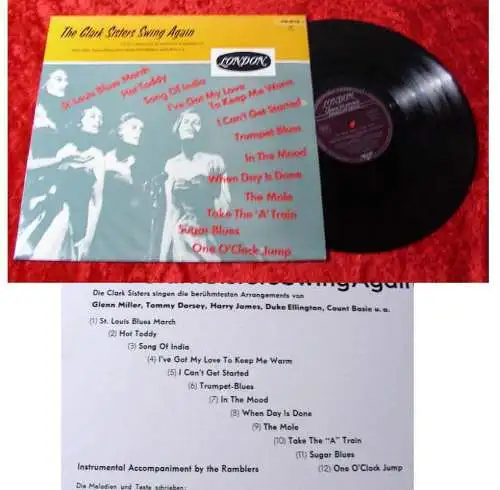 The Clark Sisters Swing Again
LONDON
St. Louis Blues March
Hot Toddy
Song Of India
I've Got My Love
To Keep Me Warm
I Can't Get Started
Trumpet Blues
In The Mood
When Day Is Done
The Mole
Take The 'A' Train
Sugar Blues
One O'Clock Jump
LONDON
Swing Again
Die Clark Sisters singen die berühmtesten Arrangements von
Glenn Miller, Tommy Dorsey, Harry James, Duke Ellington, Count Basie u. a.
(1) St. Louis Blues March
(2) Hot Toddy
(3) Song Of India
(4) I've Got My Love To Keep Me Warm
(5) I Can't Get Started
(6) Trumpet-Blues
(7) In The Mood
(8) When Day Is Done
(9) The Mole
(10) Take The "A" Train
(11) Sugar Blues
(12) One O'Clock Jump
Instrumental Accompaniment by the Ramblers
Die Melodien und Texte schrieben: